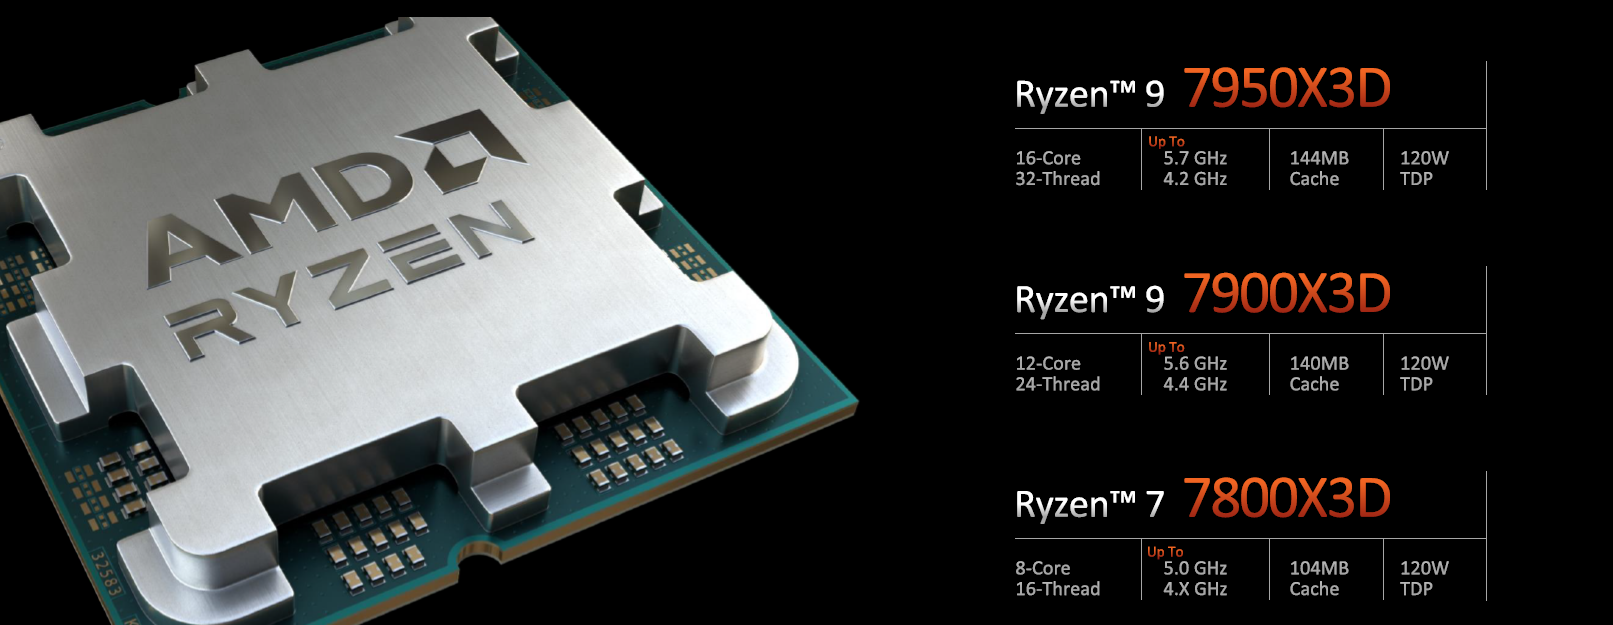 AMD
RYZEN
32583
K
Ryzen™ 9 7950X3D
16-Core
32-Thread
Up To
5.7 GHz
4.2 GHz
144MB
Cache
120W
TDP
Ryzen™ 9 7900X3D
12-Core
24-Thread
Up To
5.6 GHz
4.4 GHz
140MB
Cache
120W
TDP
Ryzen™ 7 7800X3D
8-Core
16-Thread
Up To
5.0 GHz
4.X GHz
104MB
Cache
120W
TDP